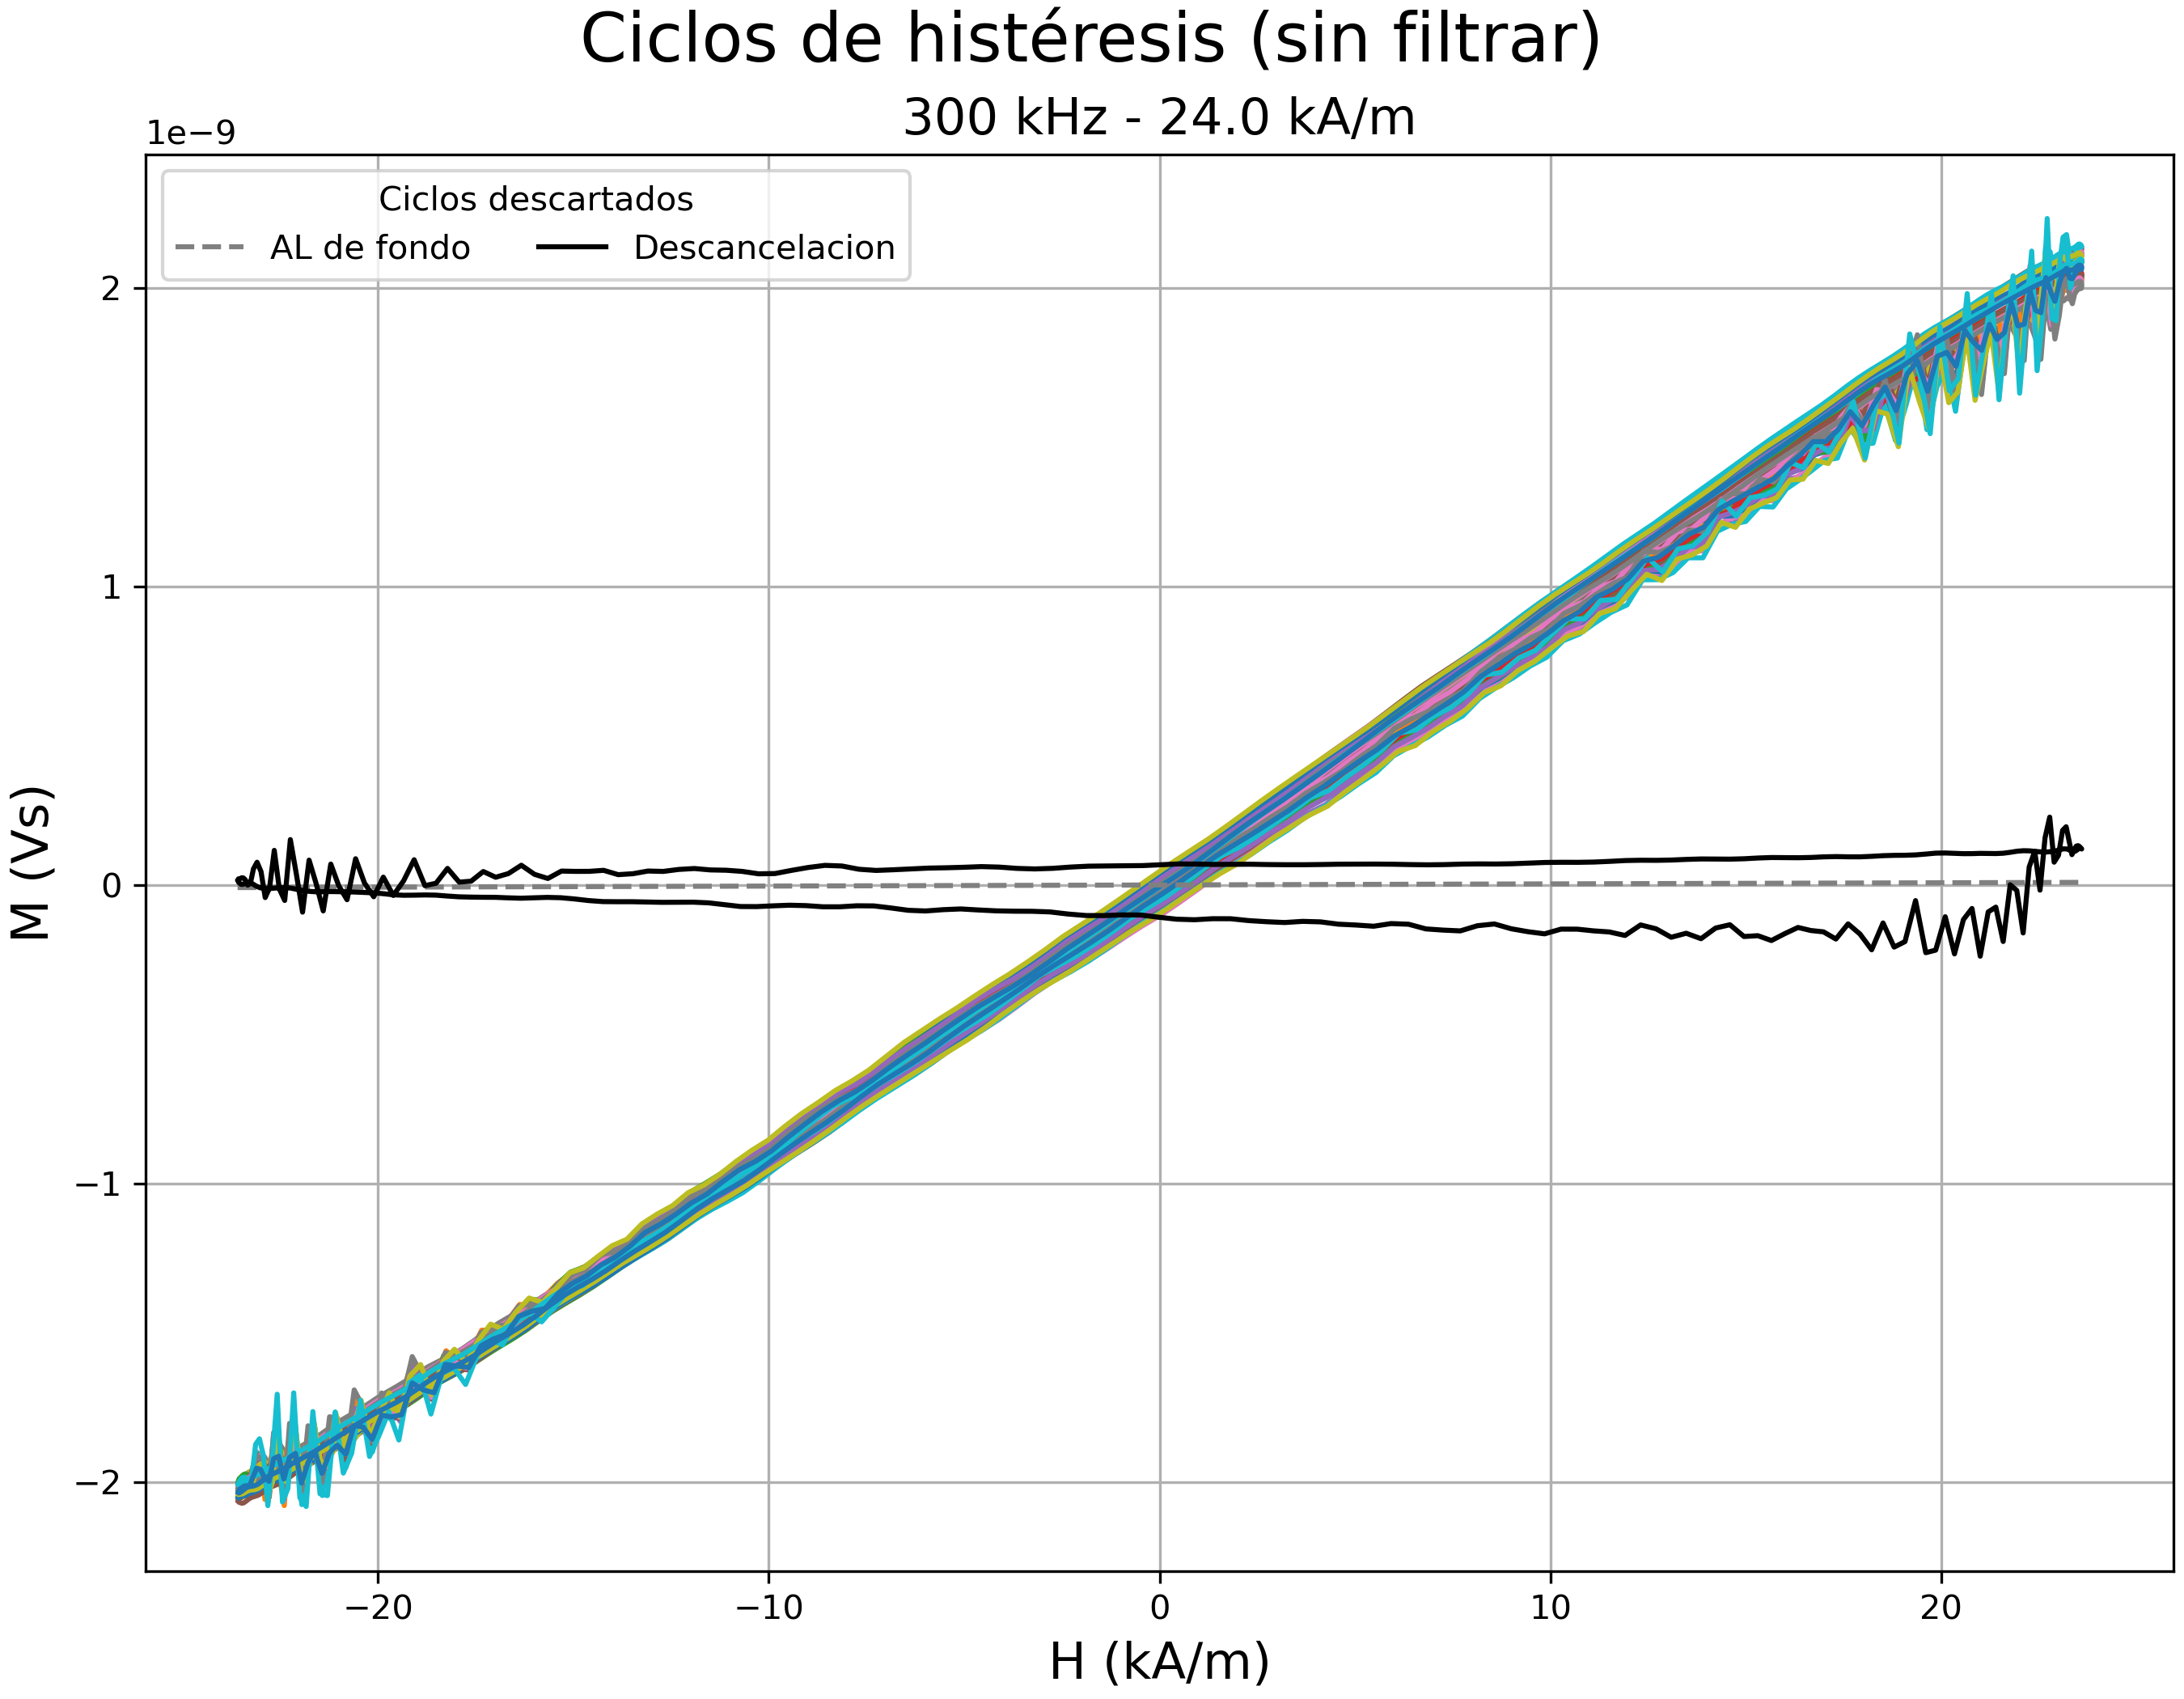 Ciclos de histéresis (sin filtrar)
300 kHz - 24.0 kA/m
1e−9
Ciclos descartados
AL de fondo
Descancelacion
2
1
0
−1
−2
M (Vs)
−20
−10
0
10
20
H (kA/m)